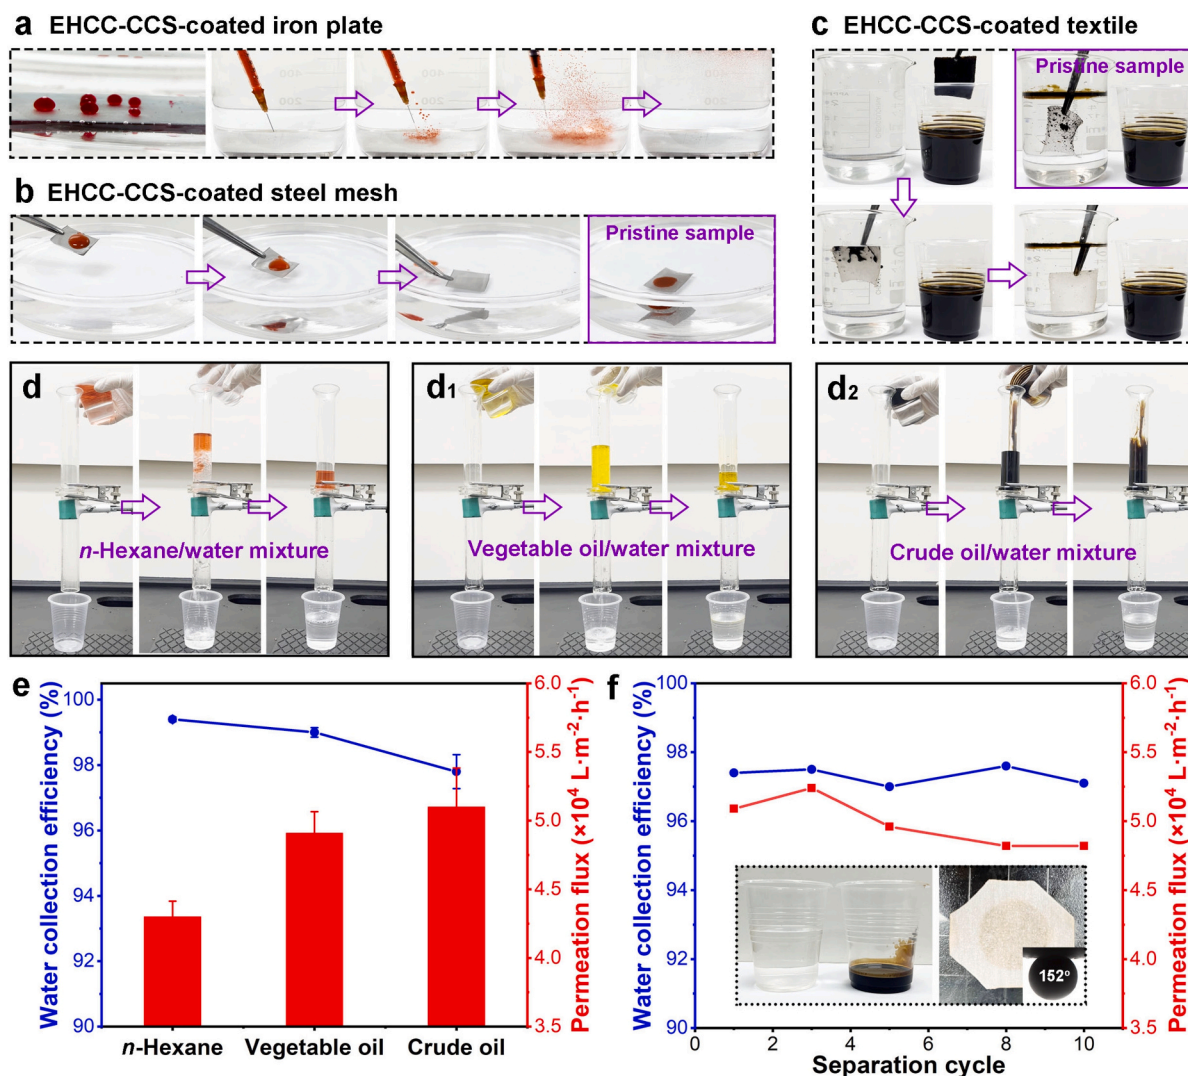 a EHCC-CCS-coated iron plate
b EHCC-CCS-coated steel mesh
Pristine sample
c EHCC-CCS-coated textile
Pristine sample
d
n-Hexane/water mixture
d1
Vegetable oil/water mixture
d2
Crude oil/water mixture
e
Water collection efficiency (%)
100
98
96
94
92
90
n-Hexane Vegetable oil Crude oil
6.0
5.5
5.0
4.5
4.0
3.5
Permeation flux (×10⁴ L·m⁻²·h⁻¹)
f
Water collection efficiency (%)
100
98
96
94
92
90
152º
0 2 4 6 8 10
Separation cycle
6.0
5.5
5.0
4.5
4.0
3.5
Permeation flux (×10⁴ L·m⁻²·h⁻¹)